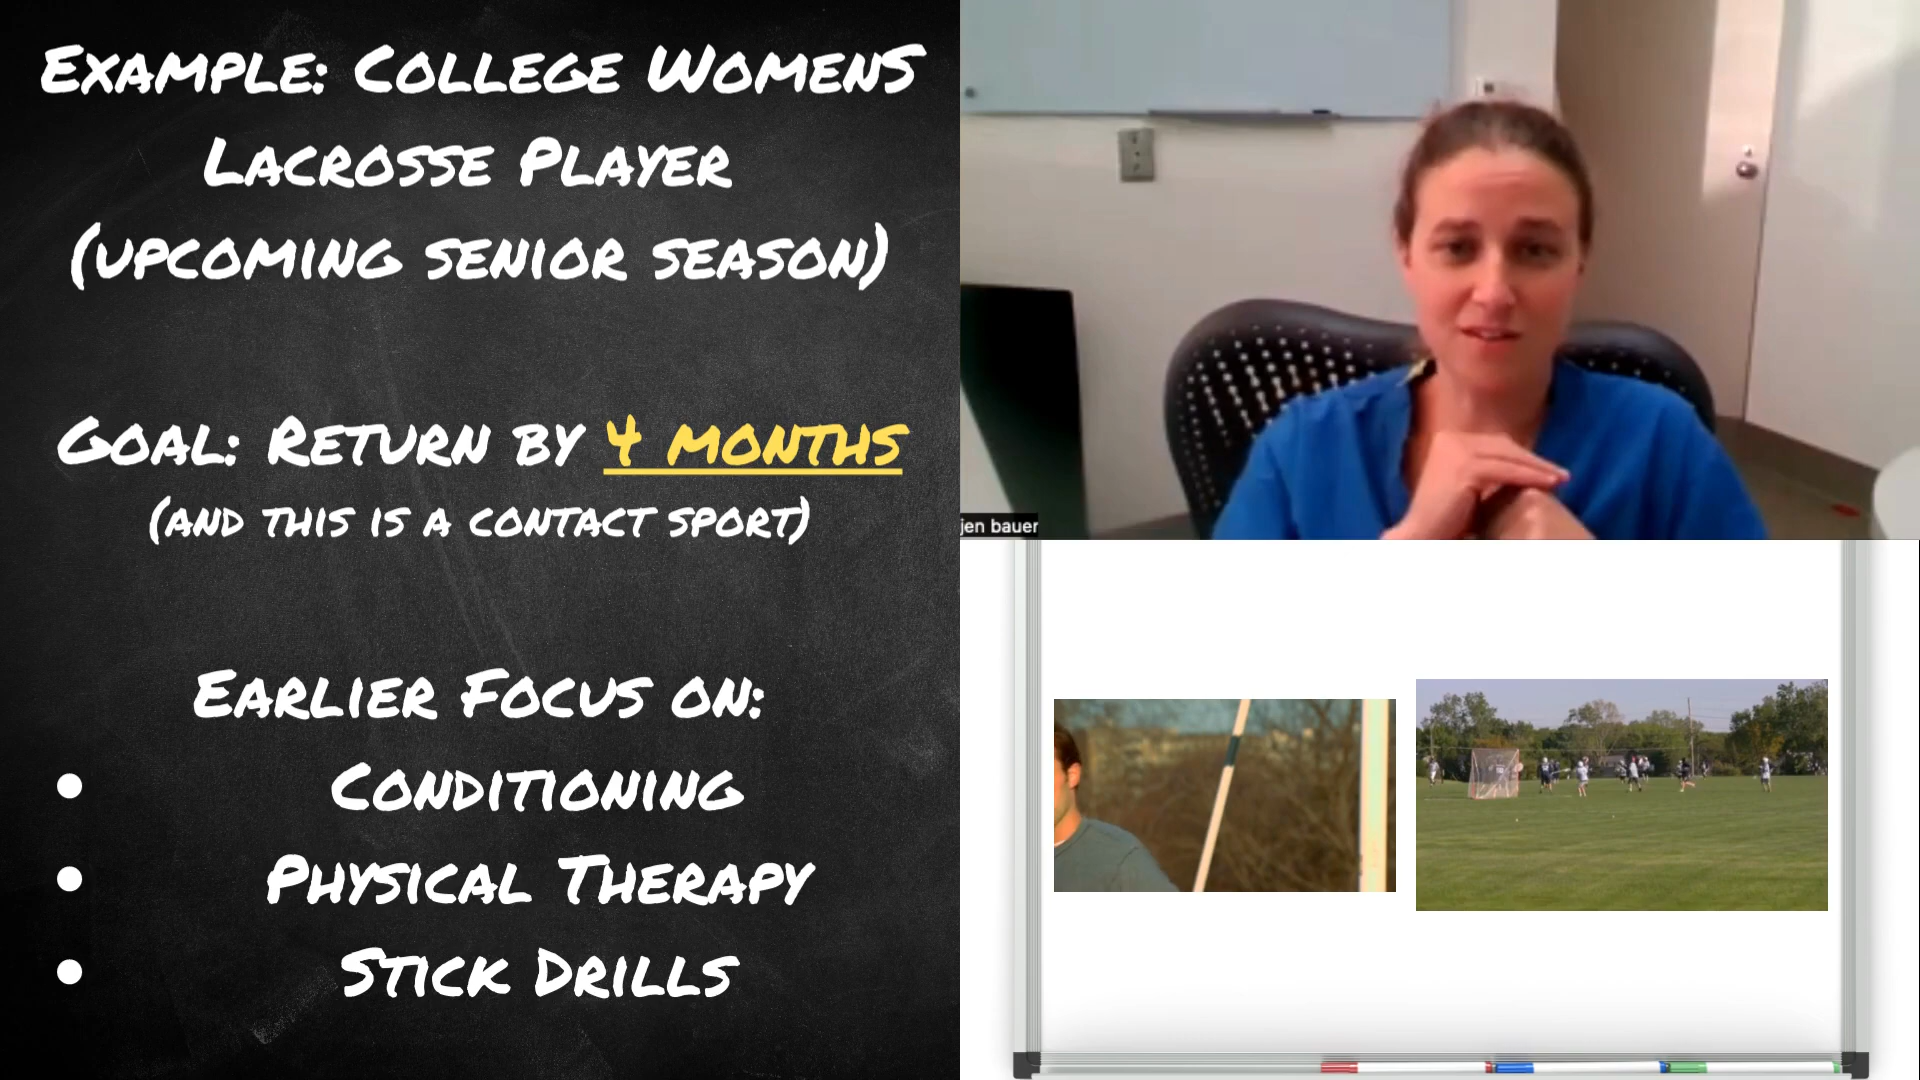 Example: College Womens
Lacrosse Player
(upcoming senior season)
Goal: Return by 4 months
(and this is a contact sport)
Earlier Focus on:
• Conditioning
• Physical Therapy
• Stick Drills
jen bauer